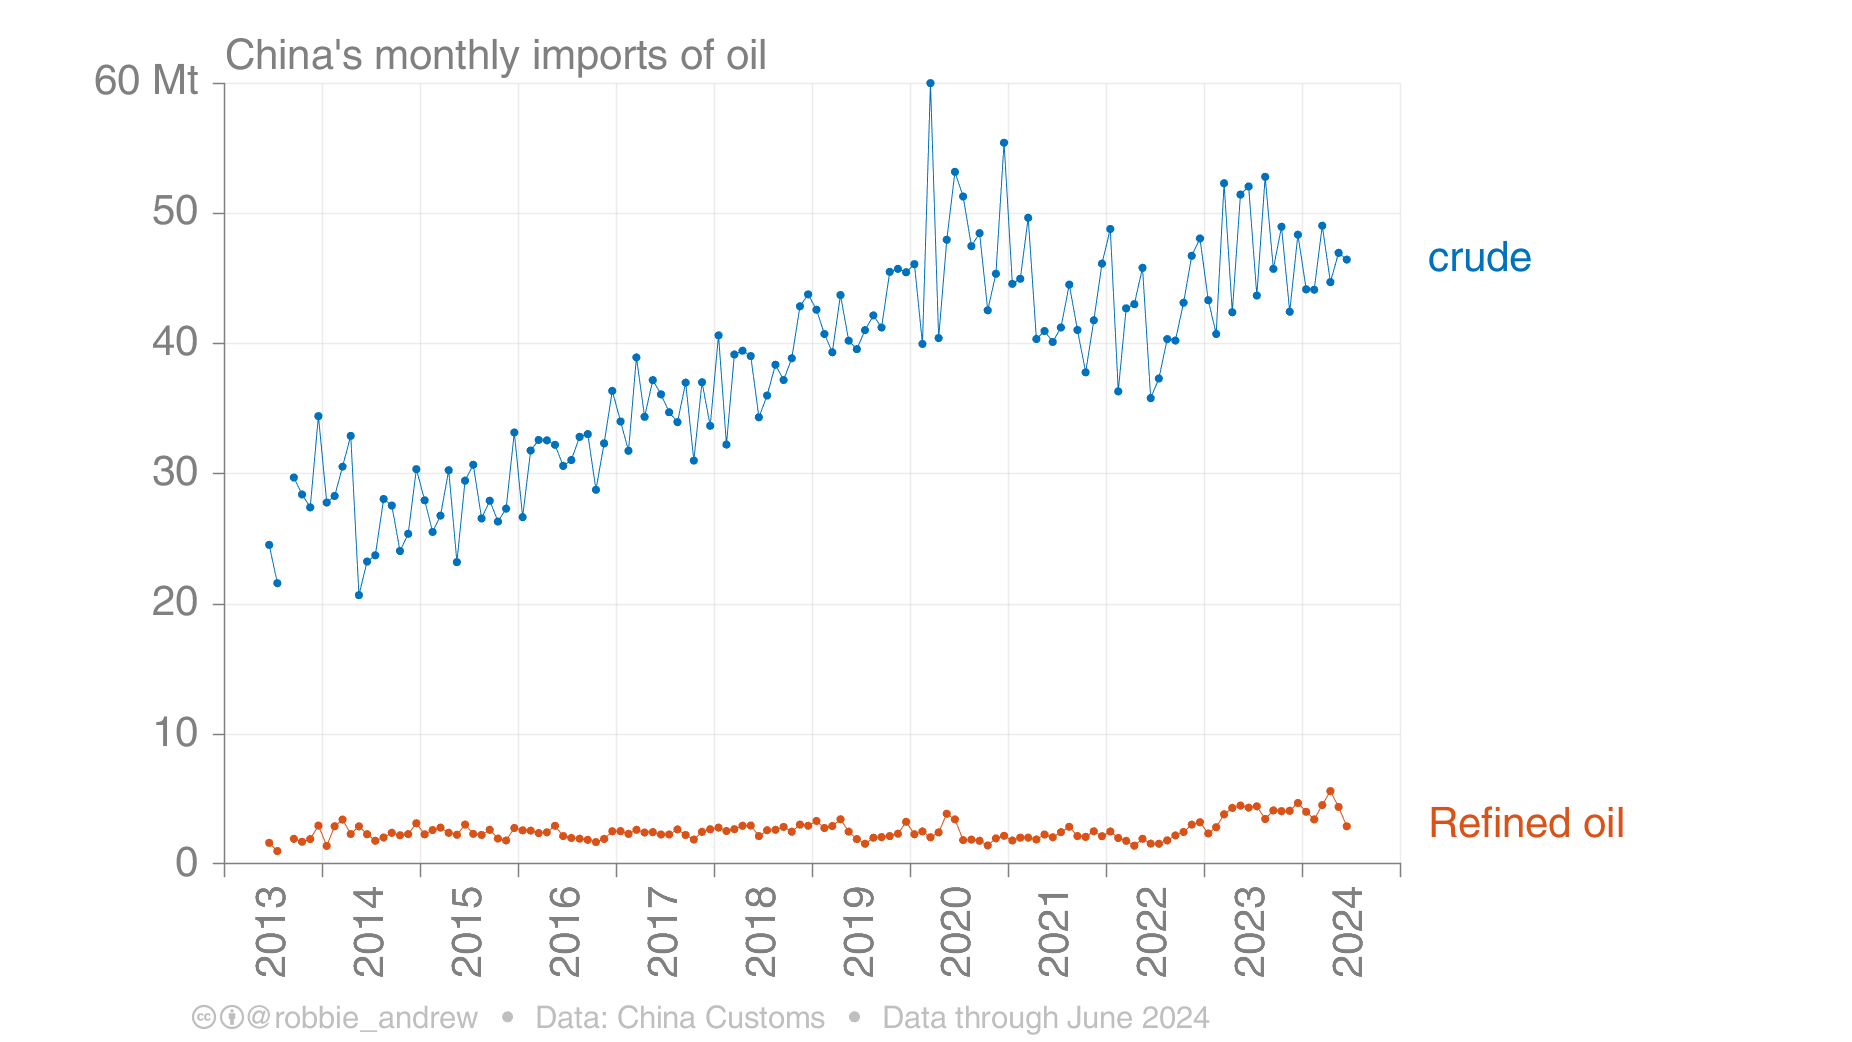 China's monthly imports of oil
60 Mt
50
40
30
20
10
0
crude
Refined oil
2013 2014 2015 2016 2017 2018 2019 2020 2021 2022 2023 2024
@robbie_andrew • Data: China Customs • Data through June 2024